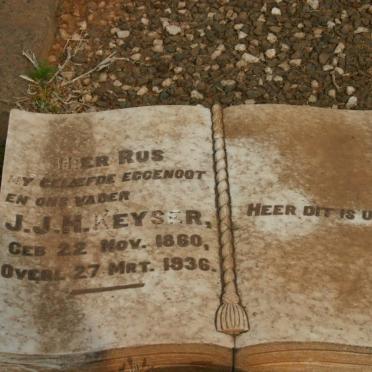 HIER RUS
MY GELIEFDE EGGENOOT
EN ONS VADER
J.J.H. KEYSER,
GEB 22 NOV. 1860,
OVERL. 27 MRT. 1936.
HEER DIT IS U